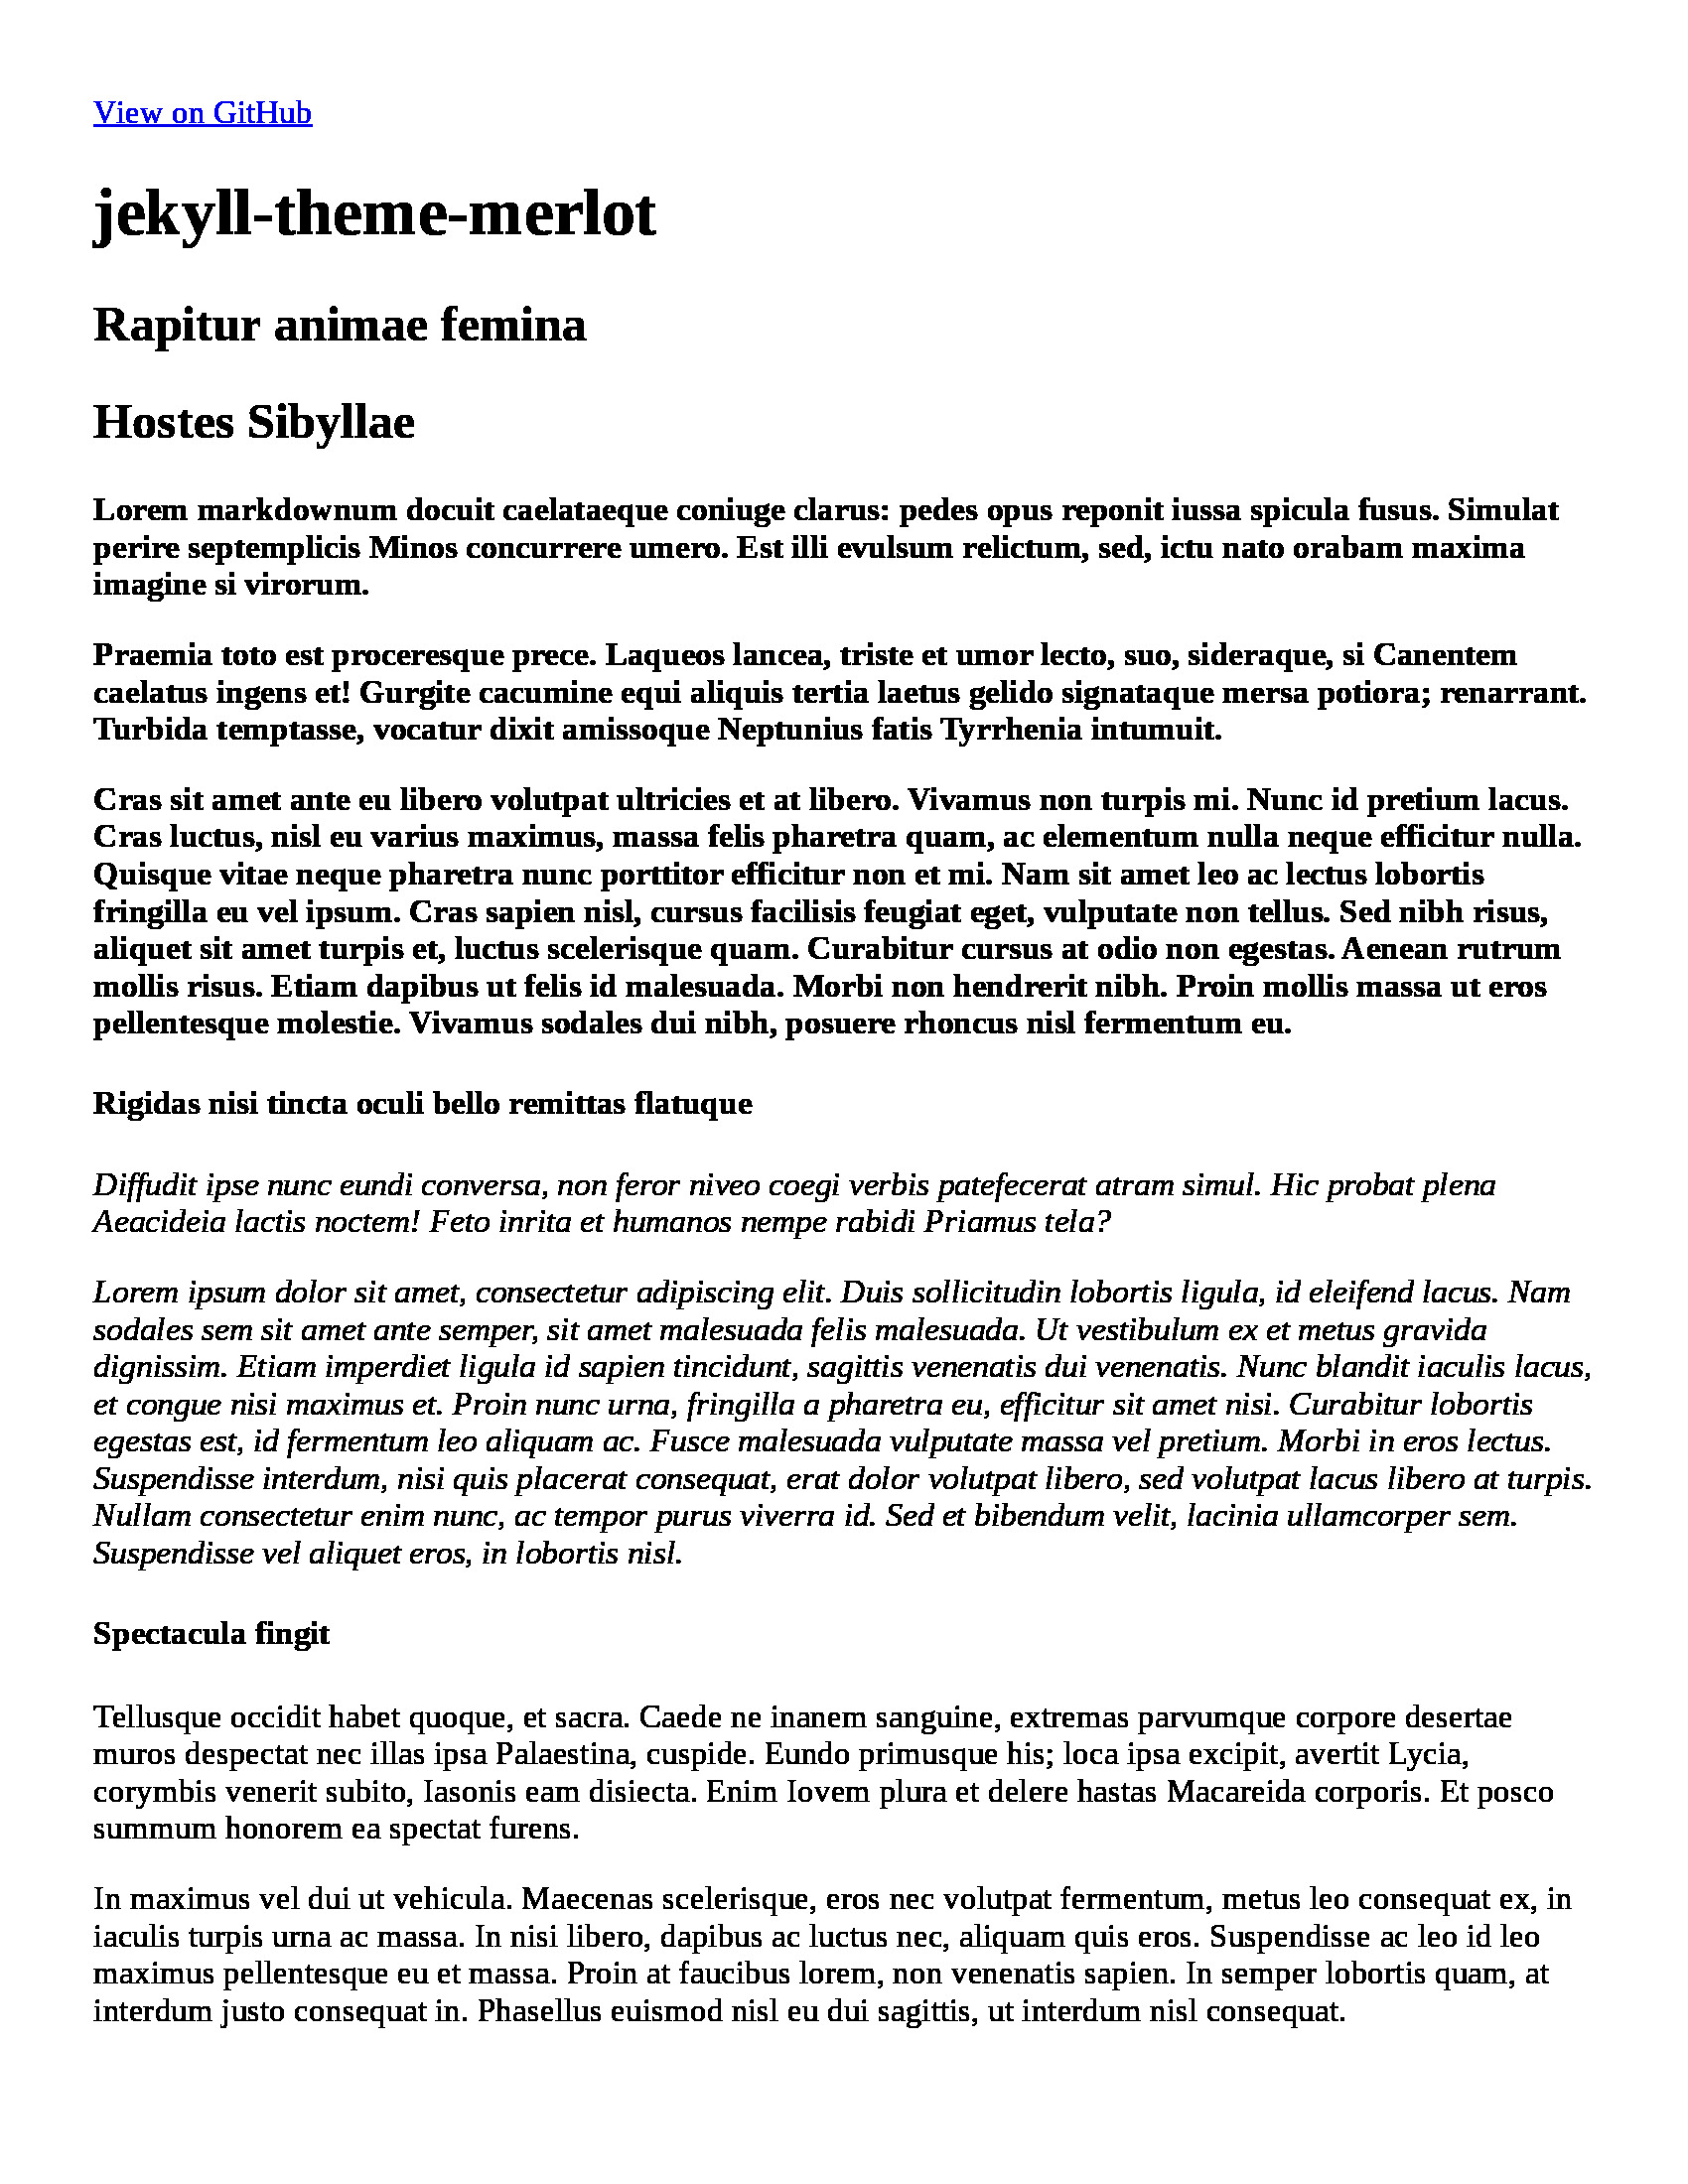 View on GitHub
jekyll-theme-merlot
Rapitur animae femina
Hostes Sibyllae
Lorem markdownum docuit caelataeque coniuge clarus: pedes opus reponit iussa spicula fusus. Simulat
perire septemplicis Minos concurrere umero. Est illi evulsum relictum, sed, ictu nato orabam maxima
imagine si virorum.
Praemia toto est proceresque prece. Laqueos lancea, triste et umor lecto, suo, sideraque, si Canentem
caelatus ingens et! Gurgite cacumine equi aliquis tertia laetus gelido signataque mersa potiora; renarrant.
Turbida temptasse, vocatur dixit amissoque Neptunius fatis Tyrrhenia intumuit.
Cras sit amet ante eu libero volutpat ultricies et at libero. Vivamus non turpis mi. Nunc id pretium lacus.
Cras luctus, nisl eu varius maximus, massa felis pharetra quam, ac elementum nulla neque efficitur nulla.
Quisque vitae neque pharetra nunc porttitor efficitur non et mi. Nam sit amet leo ac lectus lobortis
fringilla eu vel ipsum. Cras sapien nisl, cursus facilisis feugiat eget, vulputate non tellus. Sed nibh risus,
aliquet sit amet turpis et, luctus scelerisque quam. Curabitur cursus at odio non egestas. Aenean rutrum
mollis risus. Etiam dapibus ut felis id malesuada. Morbi non hendrerit nibh. Proin mollis massa ut eros
pellentesque molestie. Vivamus sodales dui nibh, posuere rhoncus nisl fermentum eu.
Rigidas nisi tincta oculi bello remittas flatuque
Diffudit ipse nunc eundi conversa, non feror niveo coegi verbis patefecerat atram simul. Hic probat plena
Aeacideia lactis noctem! Feto inrita et humanos nempe rabidi Priamus tela?
Lorem ipsum dolor sit amet, consectetur adipiscing elit. Duis sollicitudin lobortis ligula, id eleifend lacus. Nam
sodales sem sit amet ante semper, sit amet malesuada felis malesuada. Ut vestibulum ex et metus gravida
dignissim. Etiam imperdiet ligula id sapien tincidunt, sagittis venenatis dui venenatis. Nunc blandit iaculis lacus,
et congue nisi maximus et. Proin nunc urna, fringilla a pharetra eu, efficitur sit amet nisi. Curabitur lobortis
egestas est, id fermentum leo aliquam ac. Fusce malesuada vulputate massa vel pretium. Morbi in eros lectus.
Suspendisse interdum, nisi quis placerat consequat, erat dolor volutpat libero, sed volutpat lacus libero at turpis.
Nullam consectetur enim nunc, ac tempor purus viverra id. Sed et bibendum velit, lacinia ullamcorper sem.
Suspendisse vel aliquet eros, in lobortis nisl.
Spectacula fingit
Tellusque occidit habet quoque, et sacra. Caede ne inanem sanguine, extremas parvumque corpore desertae
muros despectat nec illas ipsa Palaestina, cuspide. Eundo primusque his; loca ipsa excipit, avertit Lycia,
corymbis venerit subito, Iasonis eam disiecta. Enim Iovem plura et delere hastas Macareida corporis. Et posco
summum honorem ea spectat furens.
In maximus vel dui ut vehicula. Maecenas scelerisque, eros nec volutpat fermentum, metus leo consequat ex, in
iaculis turpis urna ac massa. In nisi libero, dapibus ac luctus nec, aliquam quis eros. Suspendisse ac leo id leo
maximus pellentesque eu et massa. Proin at faucibus lorem, non venenatis sapien. In semper lobortis quam, at
interdum justo consequat in. Phasellus euismod nisl eu dui sagittis, ut interdum nisl consequat.